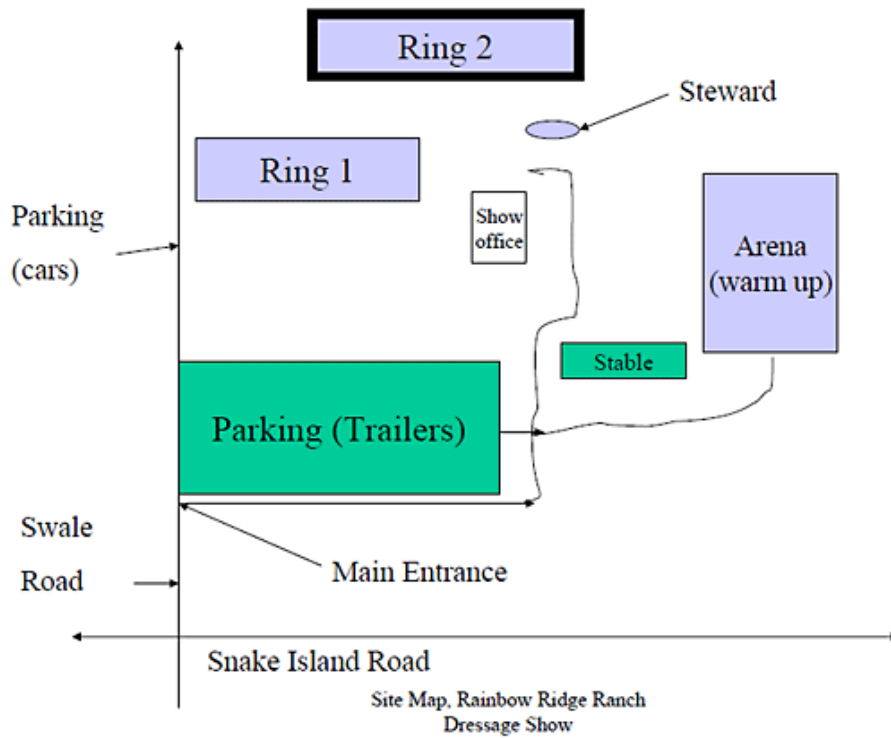 Ring 2
Steward
Ring 1
Parking
(cars)
Show
office
Arena
(warm up)
Stable
Parking (Trailers)
Swale
Road
Main Entrance
Snake Island Road
Site Map, Rainbow Ridge Ranch
Dressage Show